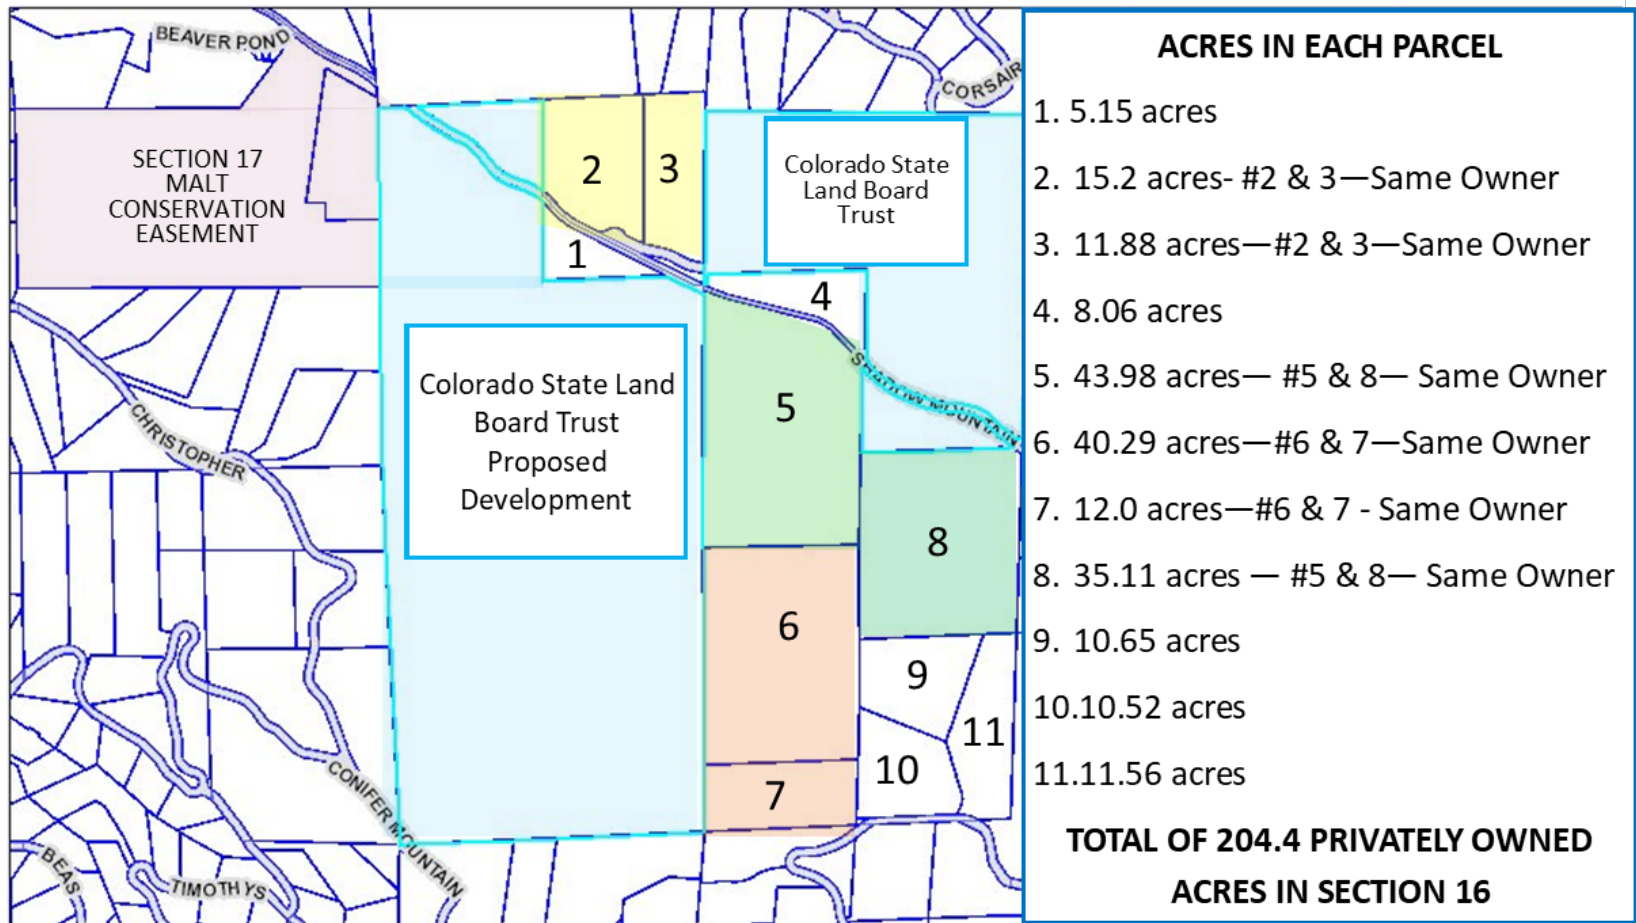 BEAVER POND
CORSAIR
SECTION 17
MALT
CONSERVATION
EASEMENT
2
3
1
Colorado State
Land Board
Trust
4
SHADOW MOUNTAIN
Colorado State Land
Board Trust
Proposed
Development
5
CHRISTOPHER
8
6
9
11
10
7
CONIFER MOUNTAIN
BEAS
TIMOTHYS
ACRES IN EACH PARCEL
1. 5.15 acres
2. 15.2 acres- #2 & 3—Same Owner
3. 11.88 acres—#2 & 3—Same Owner
4. 8.06 acres
5. 43.98 acres— #5 & 8— Same Owner
6. 40.29 acres—#6 & 7—Same Owner
7. 12.0 acres—#6 & 7 - Same Owner
8. 35.11 acres — #5 & 8— Same Owner
9. 10.65 acres
10.10.52 acres
11.11.56 acres
TOTAL OF 204.4 PRIVATELY OWNED
ACRES IN SECTION 16